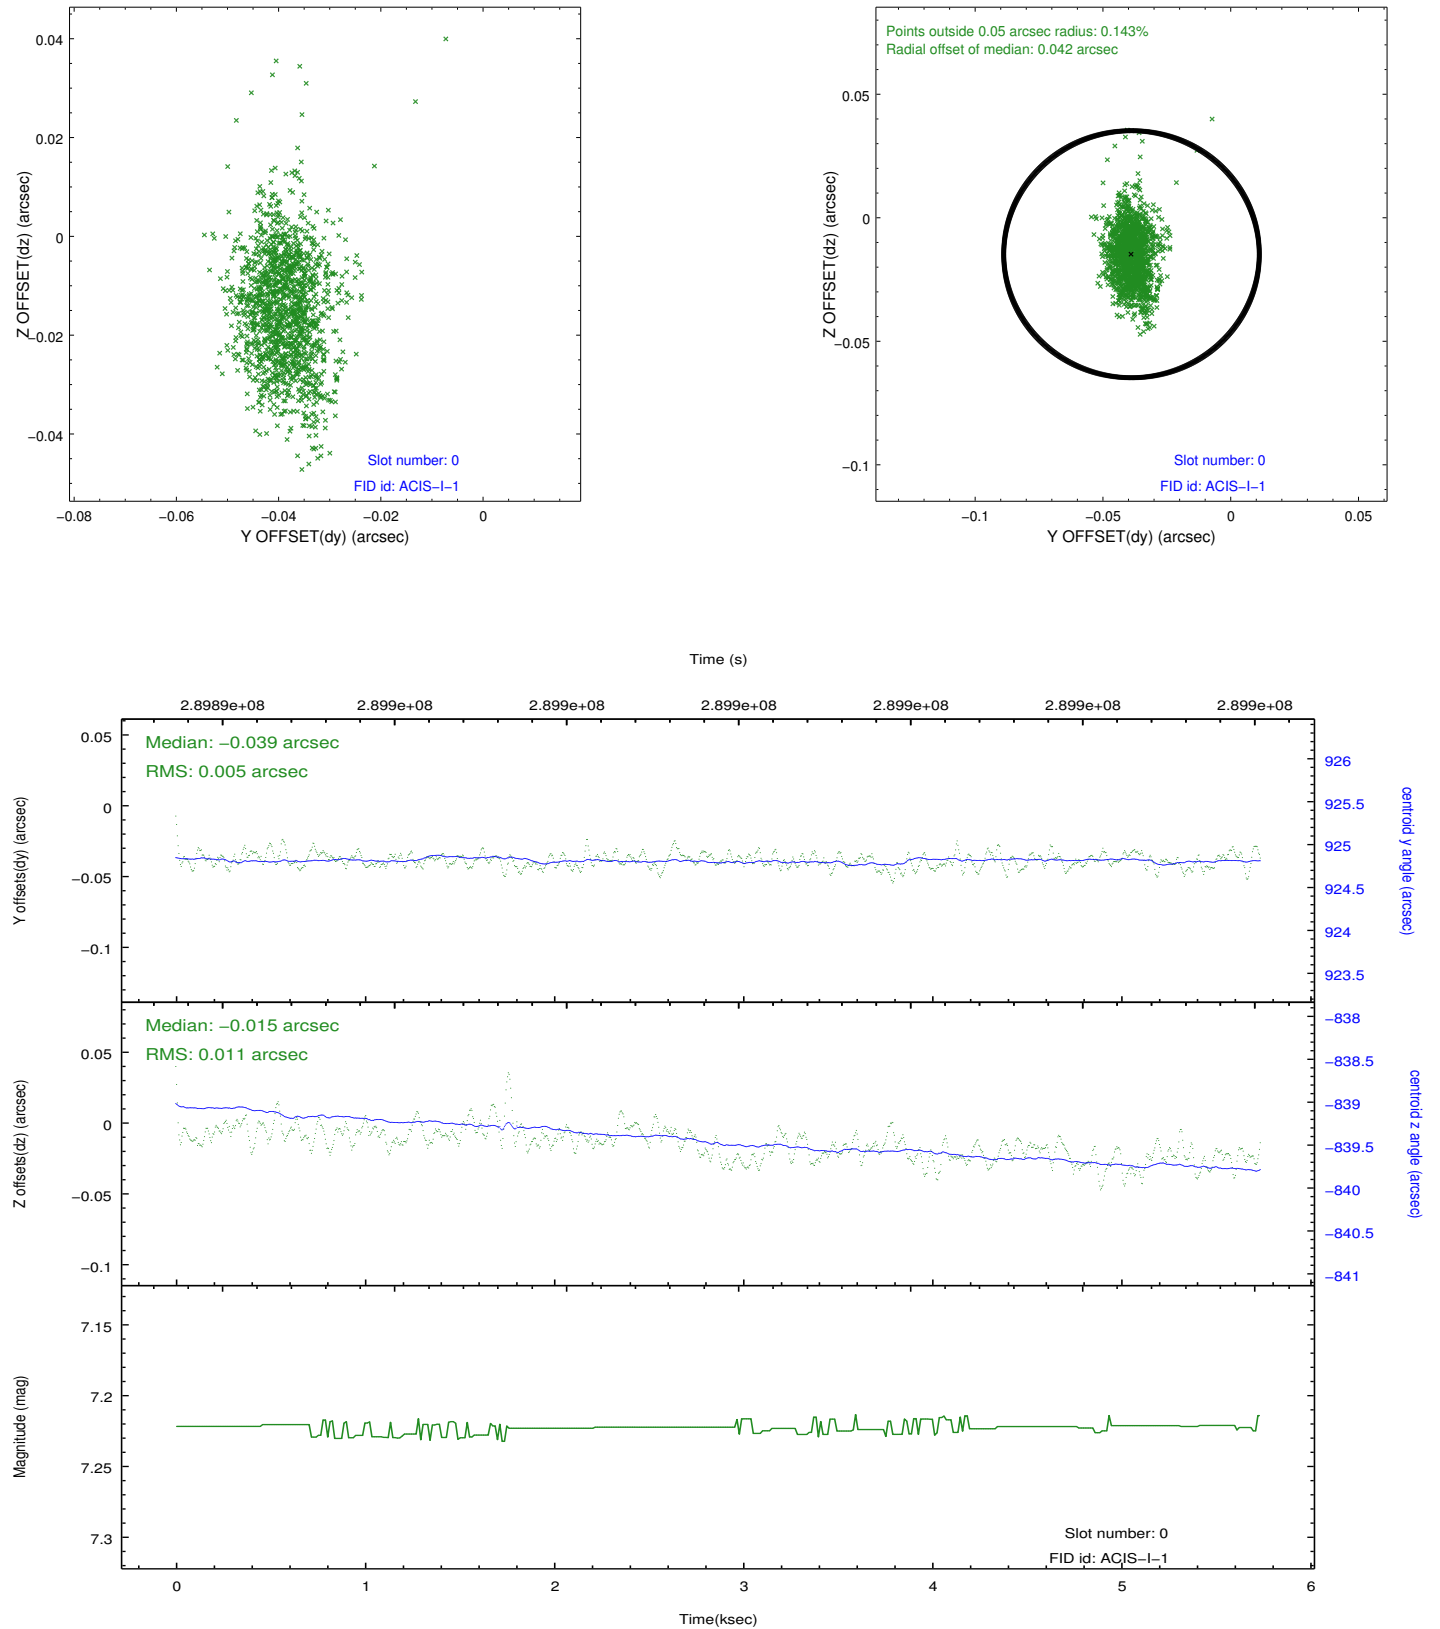 0.04
0.02
0
−0.02
−0.04
Z OFFSET(dz) (arcsec)
Slot number: 0
FID id: ACIS−I−1
−0.08
−0.06
−0.04
−0.02
0
Y OFFSET(dy) (arcsec)
Points outside 0.05 arcsec radius: 0.143%
Radial offset of median: 0.042 arcsec
0.05
0
−0.05
−0.1
Z OFFSET(dz) (arcsec)
Slot number: 0
FID id: ACIS−I−1
−0.1
−0.05
0
0.05
Y OFFSET(dy) (arcsec)
Time (s)
2.8989e+08
2.899e+08
2.899e+08
2.899e+08
2.899e+08
2.899e+08
2.899e+08
Median: −0.039 arcsec
RMS: 0.005 arcsec
0.05
0
−0.05
−0.1
Y offsets(dy) (arcsec)
926
925.5
925
924.5
924
923.5
centroid y angle (arcsec)
Median: −0.015 arcsec
RMS: 0.011 arcsec
0.05
0
−0.05
−0.1
Z offsets(dz) (arcsec)
−838
−838.5
−839
−839.5
−840
−840.5
−841
centroid z angle (arcsec)
7.15
7.2
7.25
7.3
Magnitude (mag)
Slot number: 0
FID id: ACIS−I−1
0
1
2
3
4
5
6
Time(ksec)